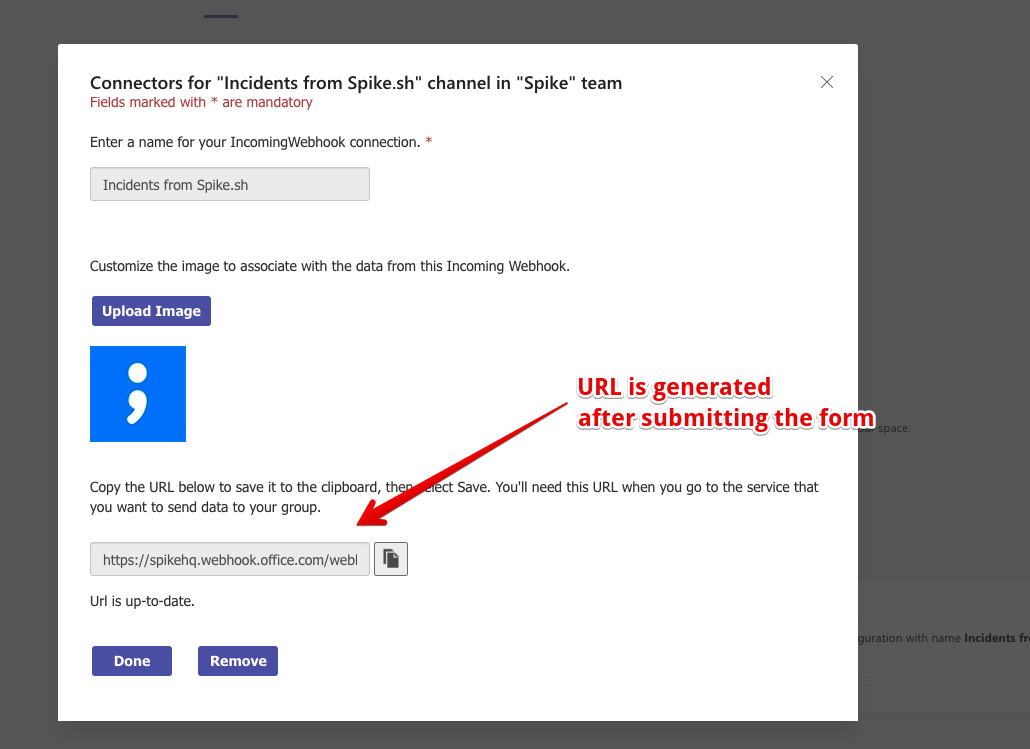 Connectors for "Incidents from Spike.sh" channel in "Spike" team
Fields marked with * are mandatory
Enter a name for your IncomingWebhook connection. *
Incidents from Spike.sh
Customize the image to associate with the data from this Incoming Webhook.
Upload Image
URL is generated
after submitting the form
space.
Copy the URL below to save it to the clipboard, then select Save. You'll need this URL when you go to the service that
you want to send data to your group.
https://spikehq.webhook.office.com/webl
Url is up-to-date.
guration with name Incidents fr
Done
Remove